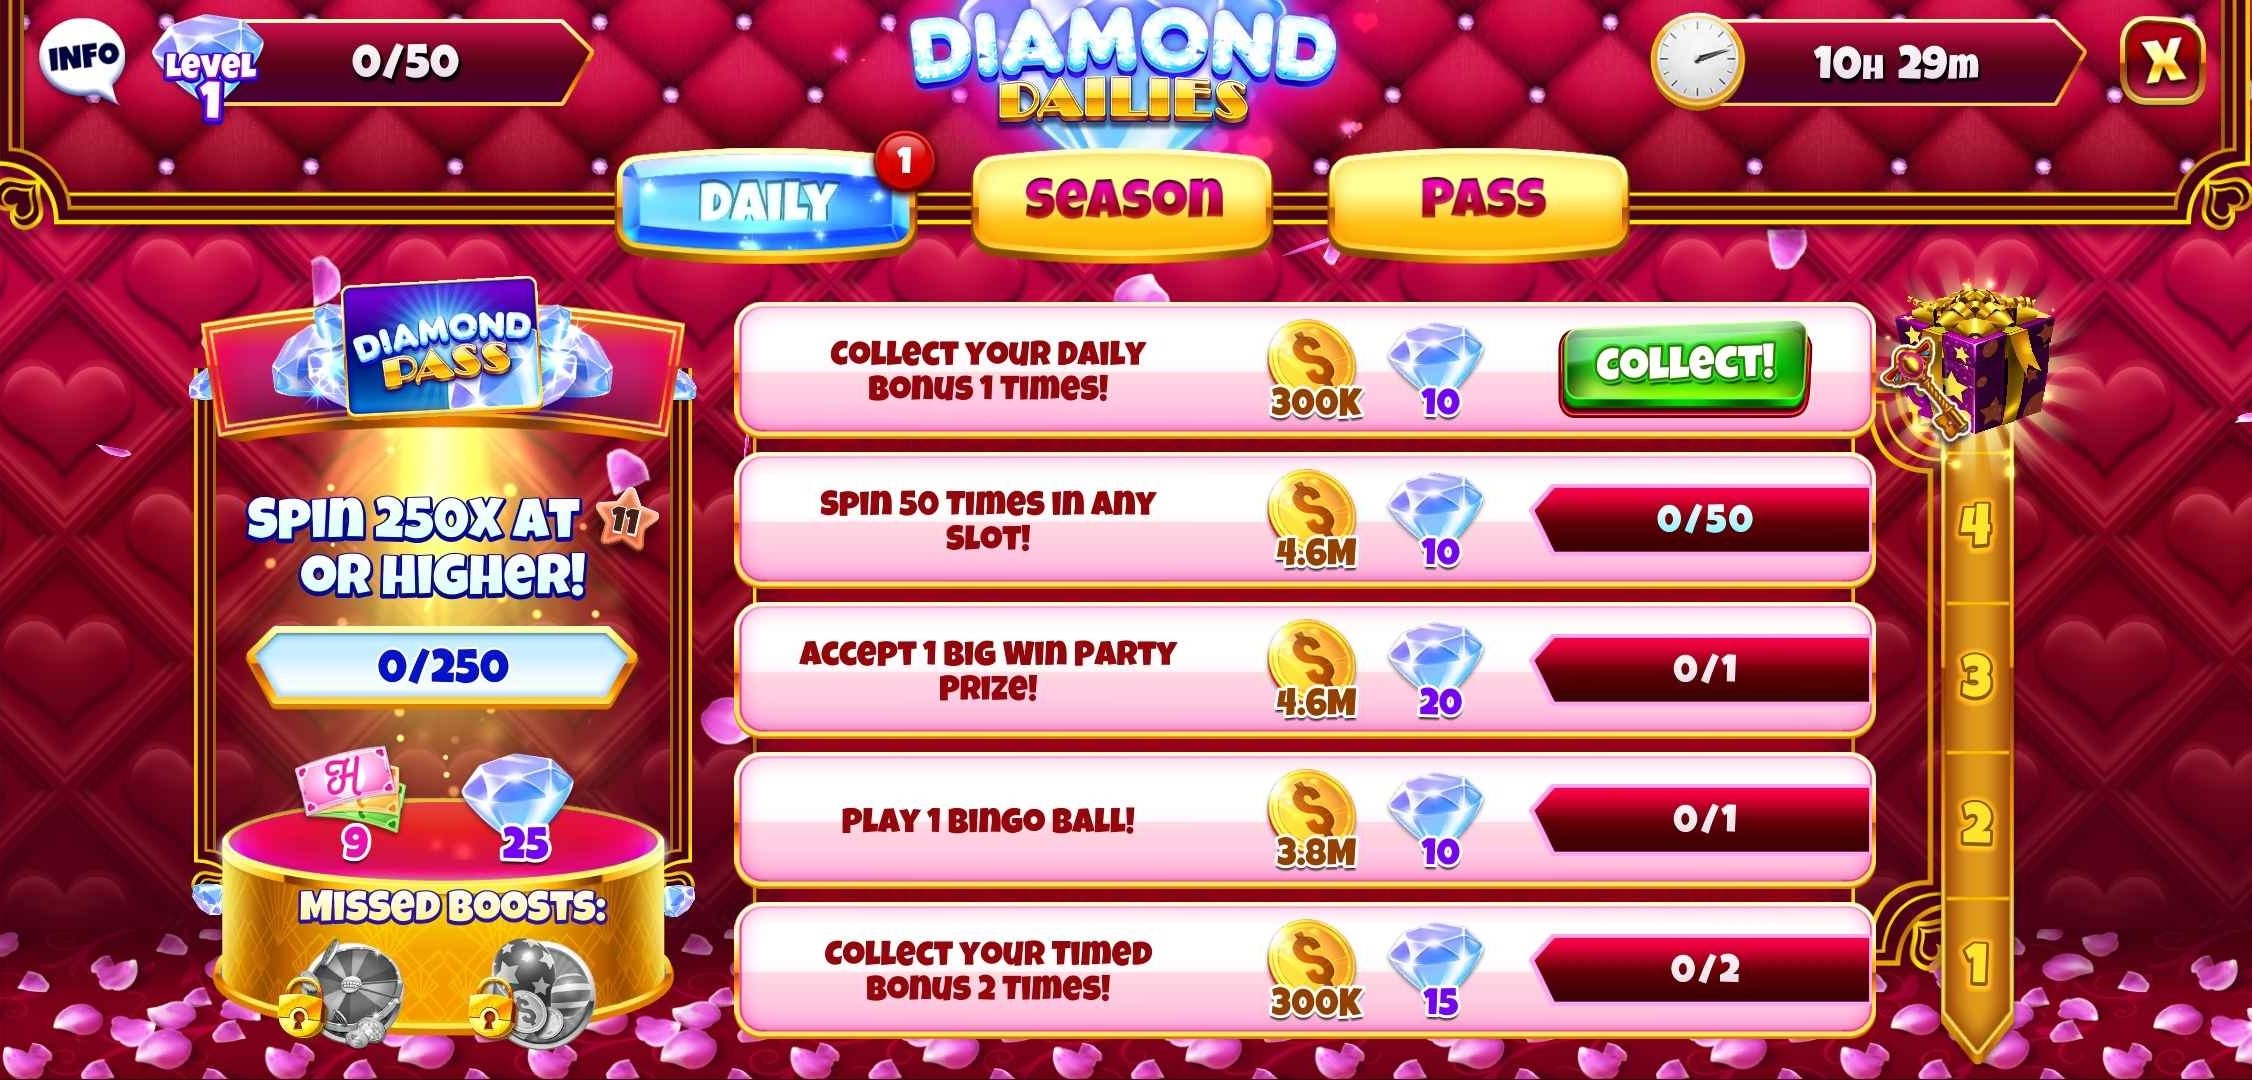 INFO
LEVEL
1
0/50
DIAMOND
DAILIES
10H 29M
X
DAILY
1
SEASON
PASS
DIAMOND
PASS
SPIN 250X AT 11
OR HIGHER!
0/250
H
9
25
MISSED BOOSTS:
COLLECT YOUR DAILY
BONUS 1 TIMES!
300K
10
COLLECT!
SPIN 50 TIMES IN ANY
SLOT!
4.6M
10
0/50
ACCEPT 1 BIG WIN PARTY
PRIZE!
4.6M
20
0/1
PLAY 1 BINGO BALL!
3.8M
10
0/1
COLLECT YOUR TIMED
BONUS 2 TIMES!
300K
15
0/2
4
3
2
1